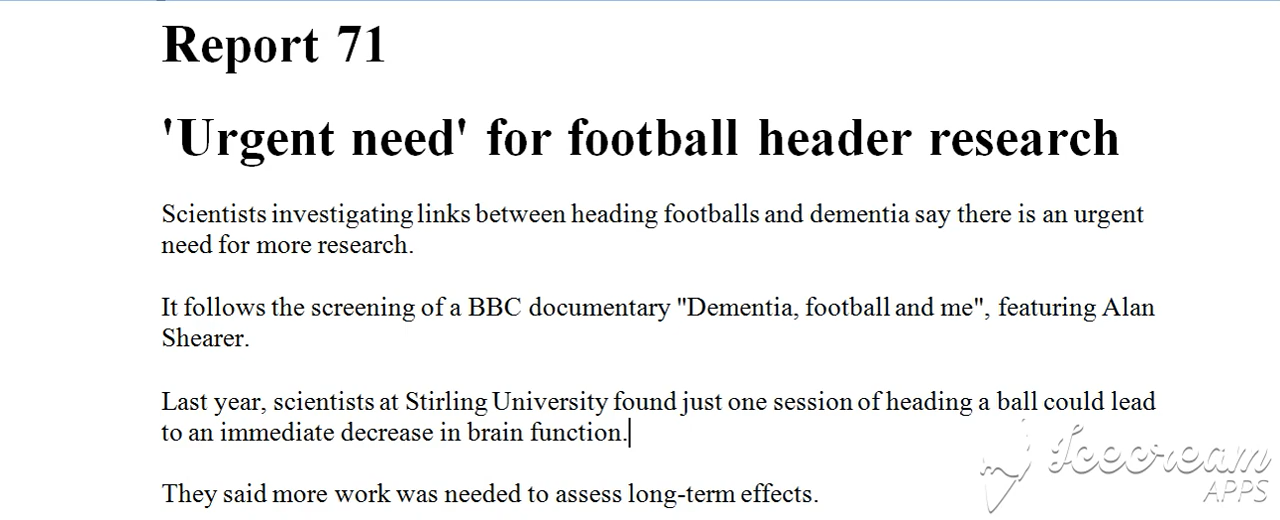 Report 71
'Urgent need' for football header research
Scientists investigating links between heading footballs and dementia say there is an urgent
need for more research.
It follows the screening of a BBC documentary "Dementia, football and me", featuring Alan
Shearer.
Last year, scientists at Stirling University found just one session of heading a ball could lead
to an immediate decrease in brain function.
They said more work was needed to assess long-term effects.
Icecream
APPS